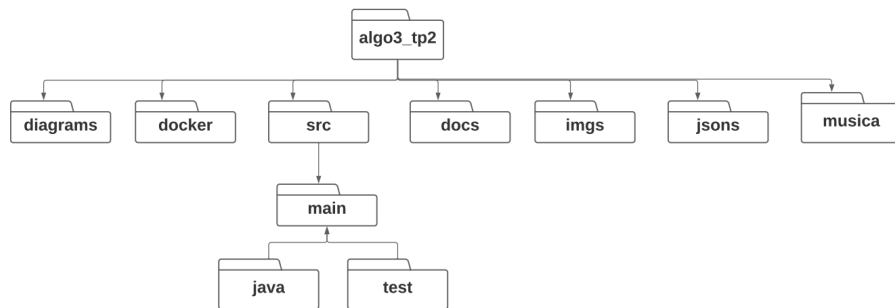 algo3_tp2
diagrams docker src docs imgs jsons musica
main
java test